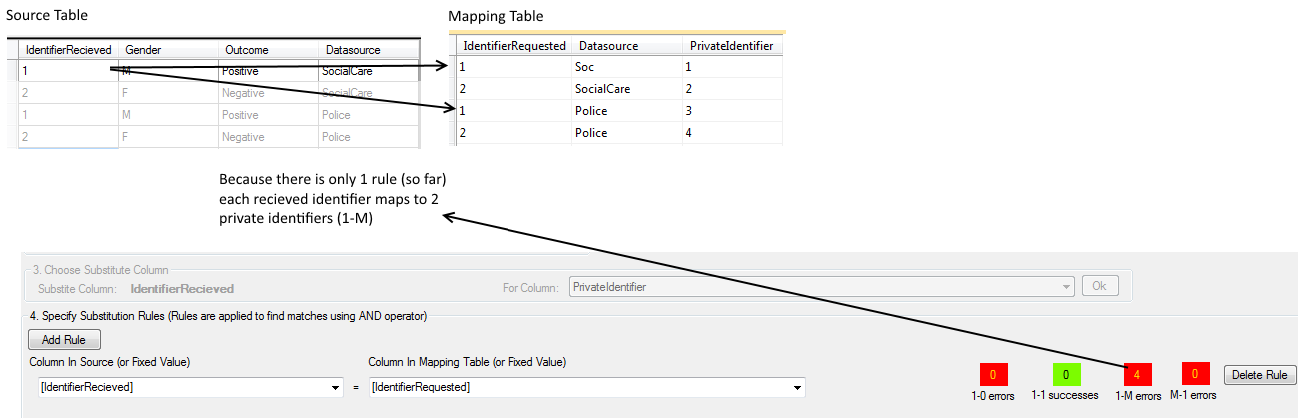 Source Table
Mapping Table
IdentifierRecieved Gender Outcome Datasource
1 M Positive SocialCare
2 F Negative SocialCare
1 M Positive Police
2 F Negative Police
IdentifierRequested Datasource PrivateIdentifier
1 Soc 1
2 SocialCare 2
1 Police 3
2 Police 4
Because there is only 1 rule (so far)
each recieved identifier maps to 2
private identifiers (1-M)
3. Choose Substitute Column
Substite Column: IdentifierRecieved For Column: PrivateIdentifier Ok
4. Specify Substitution Rules (Rules are applied to find matches using AND operator)
Add Rule
Column In Source (or Fixed Value) Column In Mapping Table (or Fixed Value)
[IdentifierRecieved] = [IdentifierRequested] 0 0 4 0 Delete Rule
1-0 errors 1-1 successes 1-M errors M-1 errors